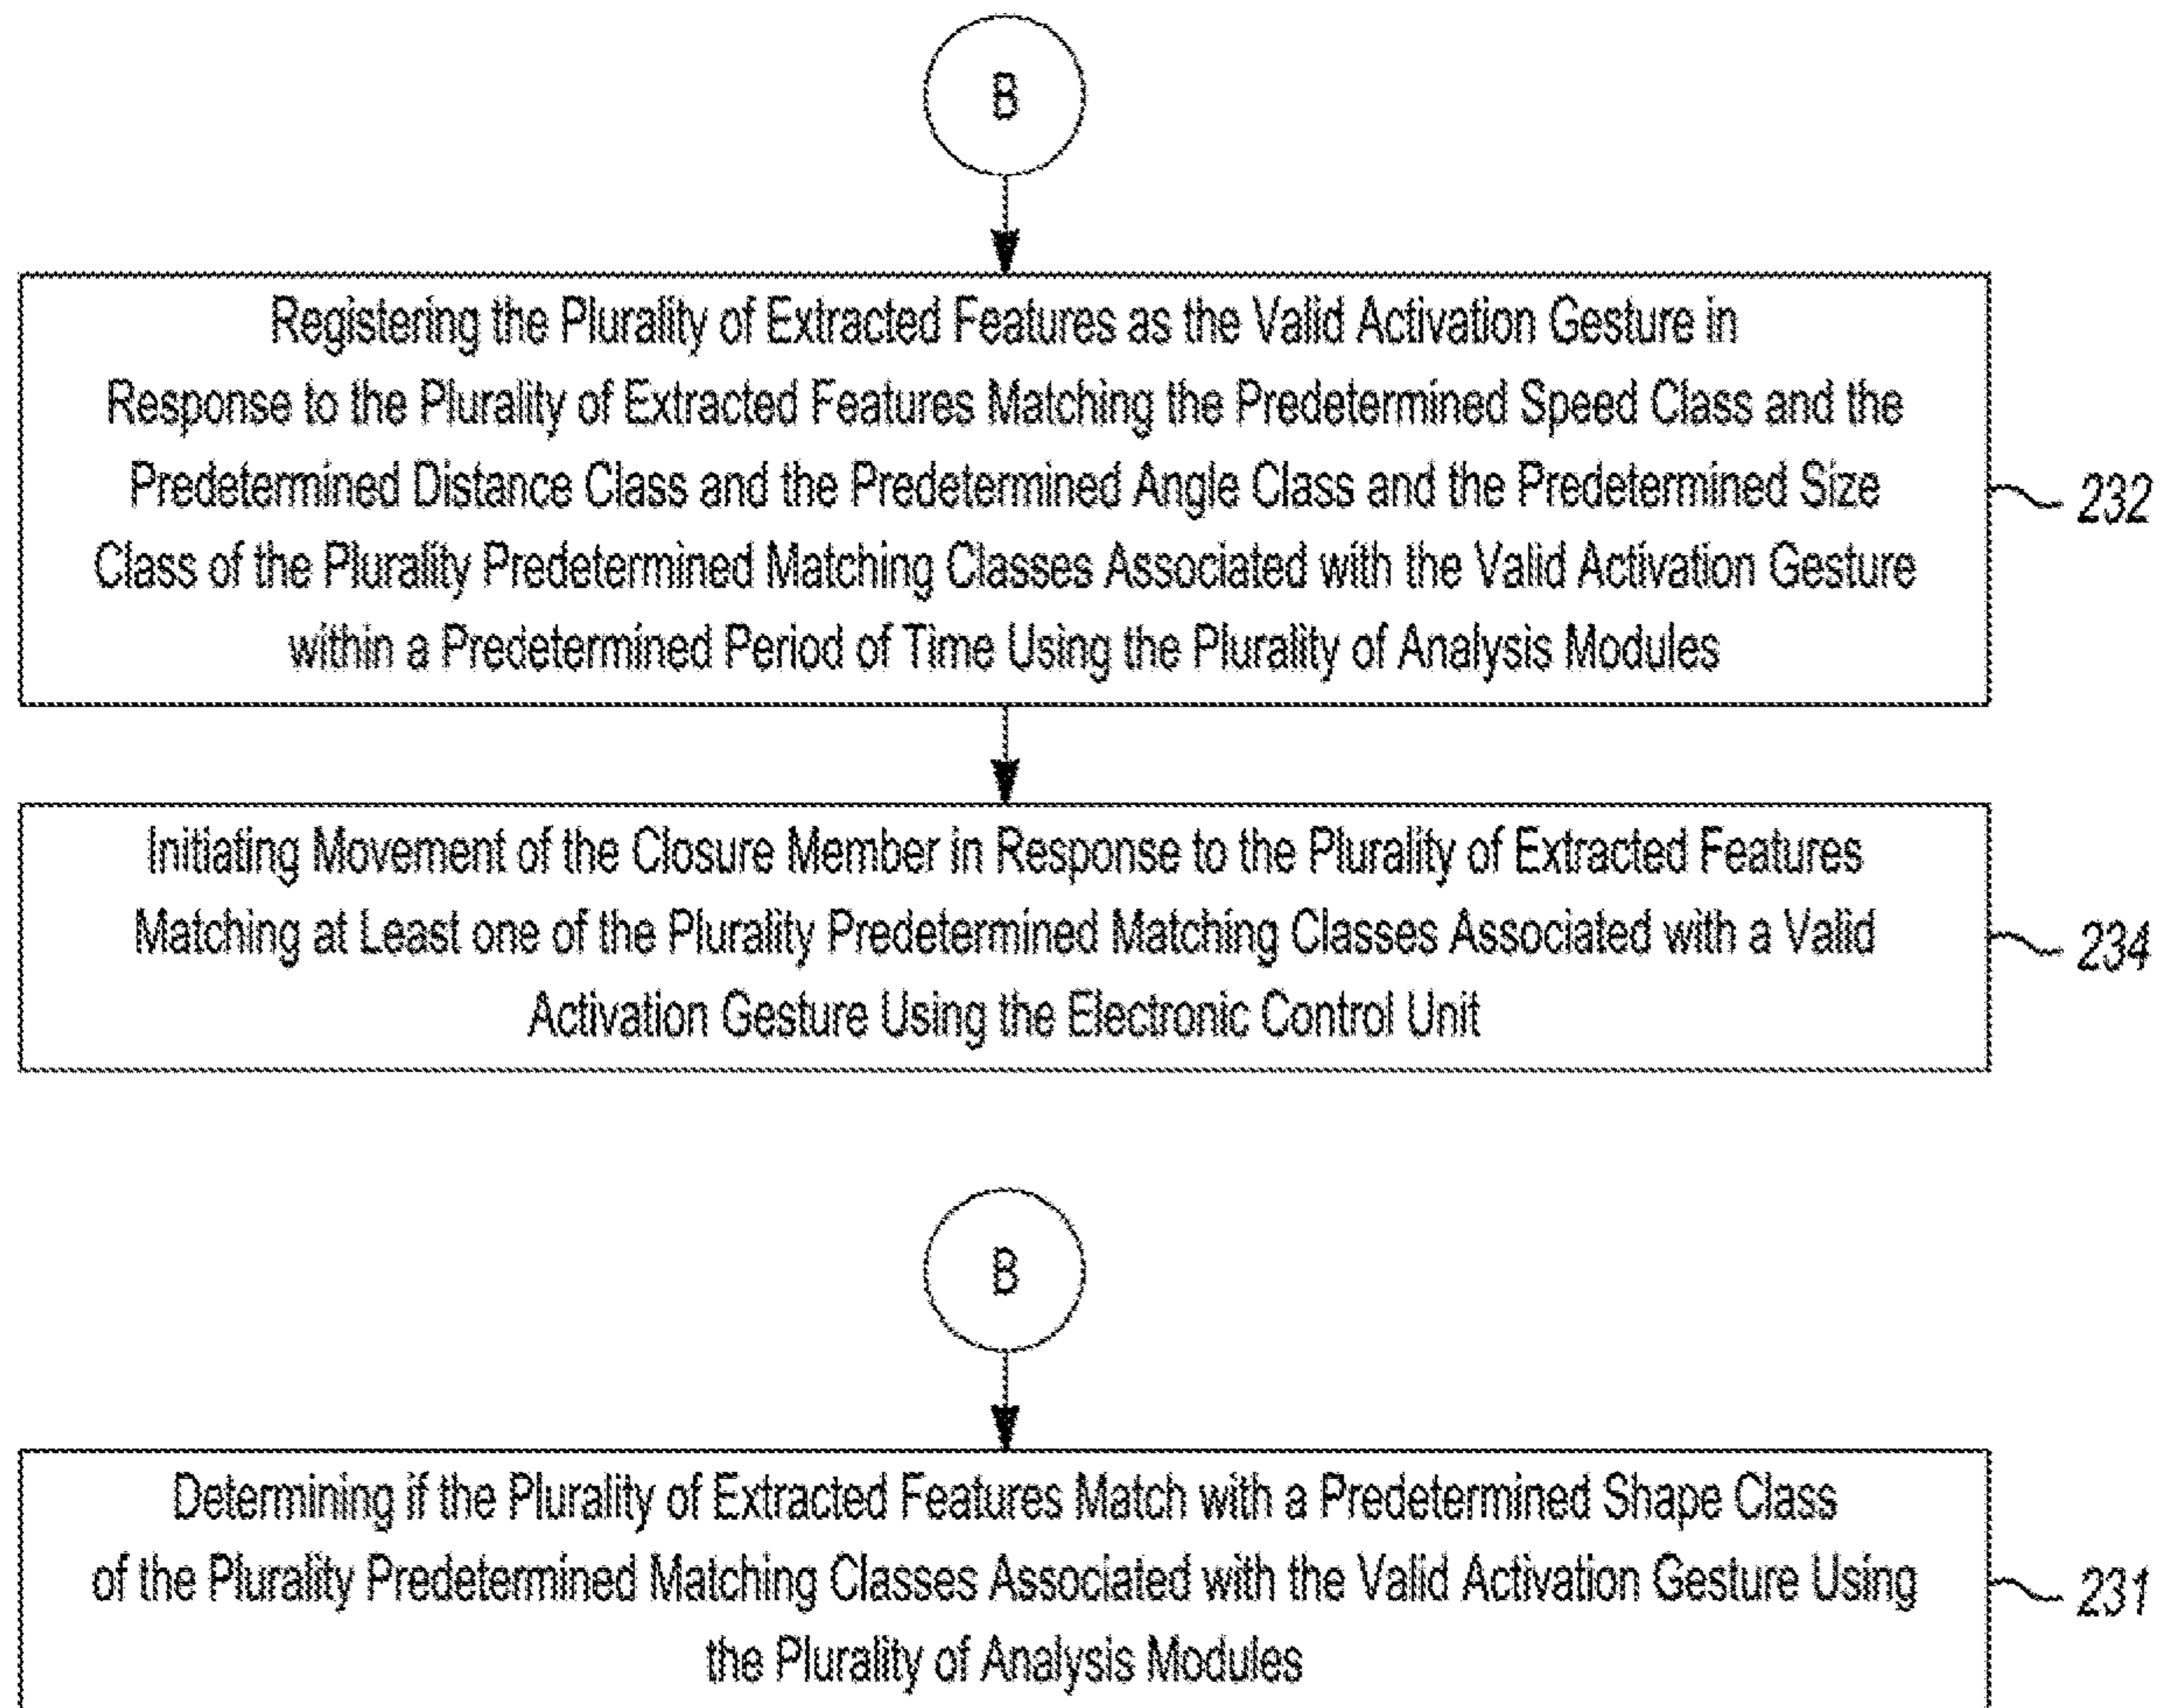 B
Registering the Plurality of Extracted Features as the Valid Activation Gesture in
Response to the Plurality of Extracted Features Matching the Predetermined Speed Class and the
Predetermined Distance Class and the Predetermined Angle Class and the Predetermined Size
Class of the Plurality Predetermined Matching Classes Associated with the Valid Activation Gesture
within a Predetermined Period of Time Using the Plurality of Analysis Modules
232
Initiating Movement of the Closure Member in Response to the Plurality of Extracted Features
Matching at Least one of the Plurality Predetermined Matching Classes Associated with a Valid
Activation Gesture Using the Electronic Control Unit
234
B
Determining if the Plurality of Extracted Features Match with a Predetermined Shape Class
of the Plurality Predetermined Matching Classes Associated with the Valid Activation Gesture Using
the Plurality of Analysis Modules
231